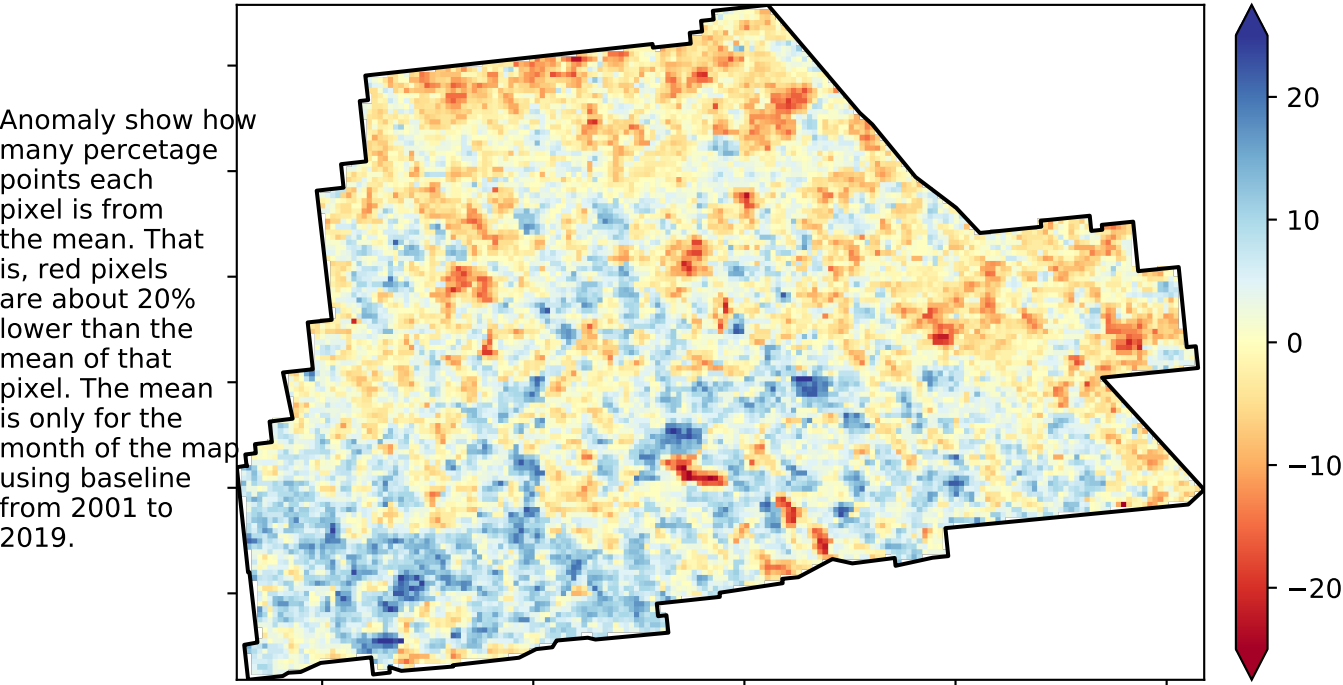 Anomaly show how
many percetage
points each
pixel is from
the mean. That
is, red pixels
are about 20%
lower than the
mean of that
pixel. The mean
is only for the
month of the map
using baseline
from 2001 to
2019.
20
10
0
−10
−20